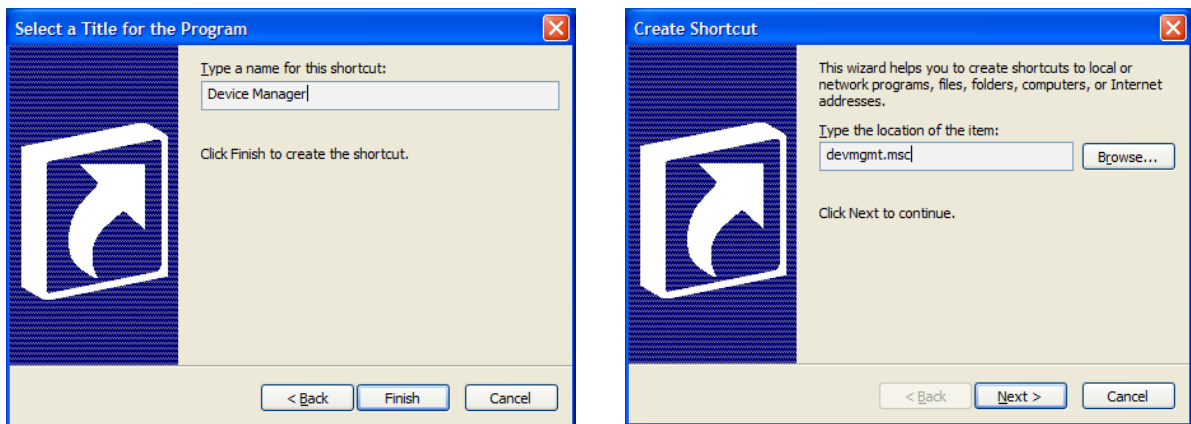 Select a Title for the Program
Type a name for this shortcut:
Device Manager
Click Finish to create the shortcut.
< Back
Finish
Cancel
Create Shortcut
This wizard helps you to create shortcuts to local or
network programs, files, folders, computers, or Internet
addresses.
Type the location of the item:
devmgmt.msc
Browse...
Click Next to continue.
< Back
Next >
Cancel